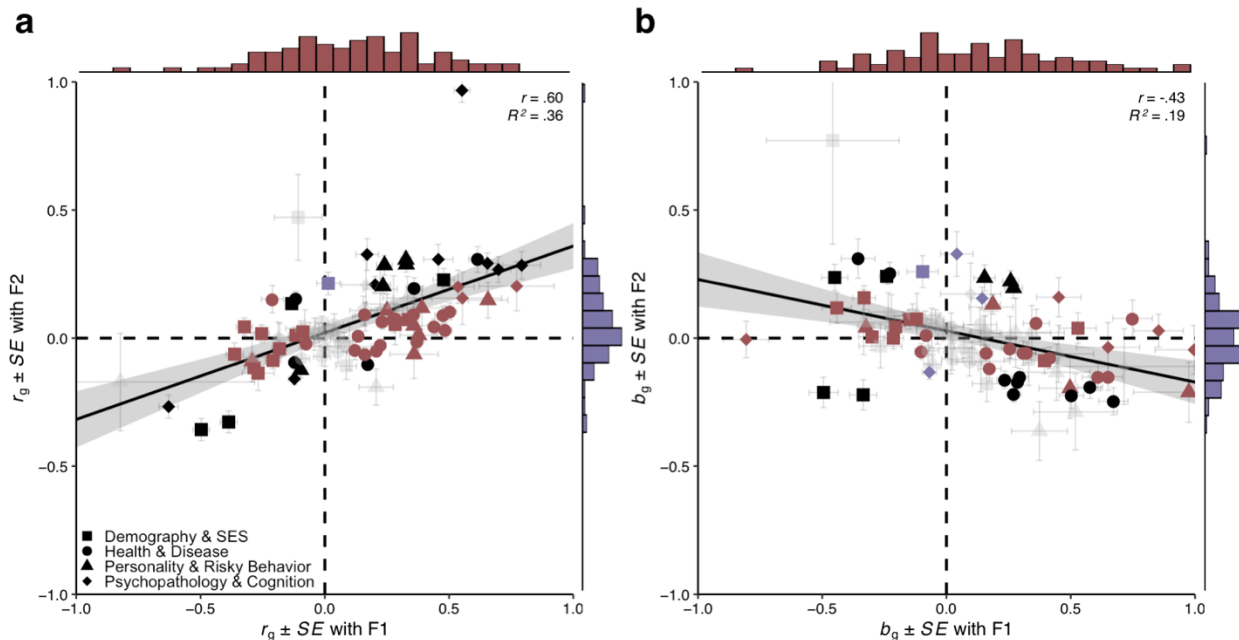 a
b
r = .60
R² = .36
r = -.43
R² = .19
1.0
0.5
0.0
−0.5
−1.0
rg ± SE with F2
Demography & SES
Health & Disease
Personality & Risky Behavior
Psychopathology & Cognition
−1.0 −0.5 0.0 0.5 1.0
rg ± SE with F1
1.0
0.5
0.0
−0.5
−1.0
bg ± SE with F2
−1.0 −0.5 0.0 0.5 1.0
bg ± SE with F1